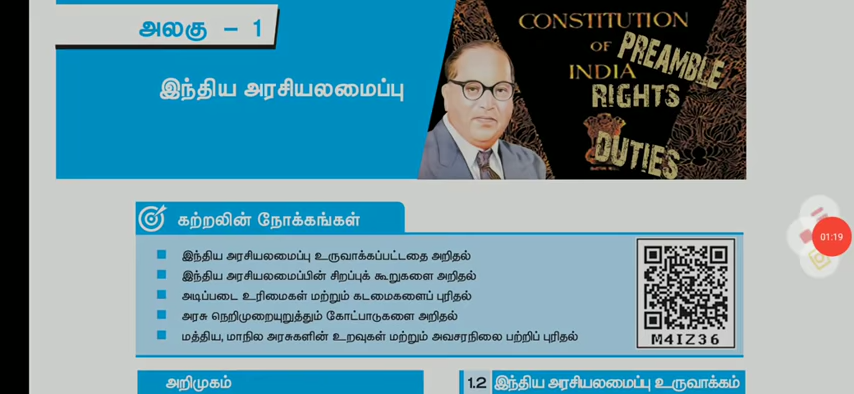 அலகு – 1
இந்திய அரசியலமைப்பு
CONSTITUTION
OF
INDIA
PREAMBLE
RIGHTS
DUTIES
கற்றலின் நோக்கங்கள்
இந்திய அரசியலமைப்பு உருவாக்கப்பட்டதை அறிதல்
இந்திய அரசியலமைப்பின் சிறப்புக் கூறுகளை அறிதல்
அடிப்படை உரிமைகள் மற்றும் கடமைகளைப் புரிதல்
அரசு நெறிமுறையுறுத்தும் கோட்பாடுகளை அறிதல்
மத்திய, மாநில அரசுகளின் உறவுகள் மற்றும் அவசரநிலை பற்றிப் புரிதல்
M4IZ36
01:19
அறிமுகம்
1.2 இந்திய அரசியலமைப்பு உருவாக்கம்